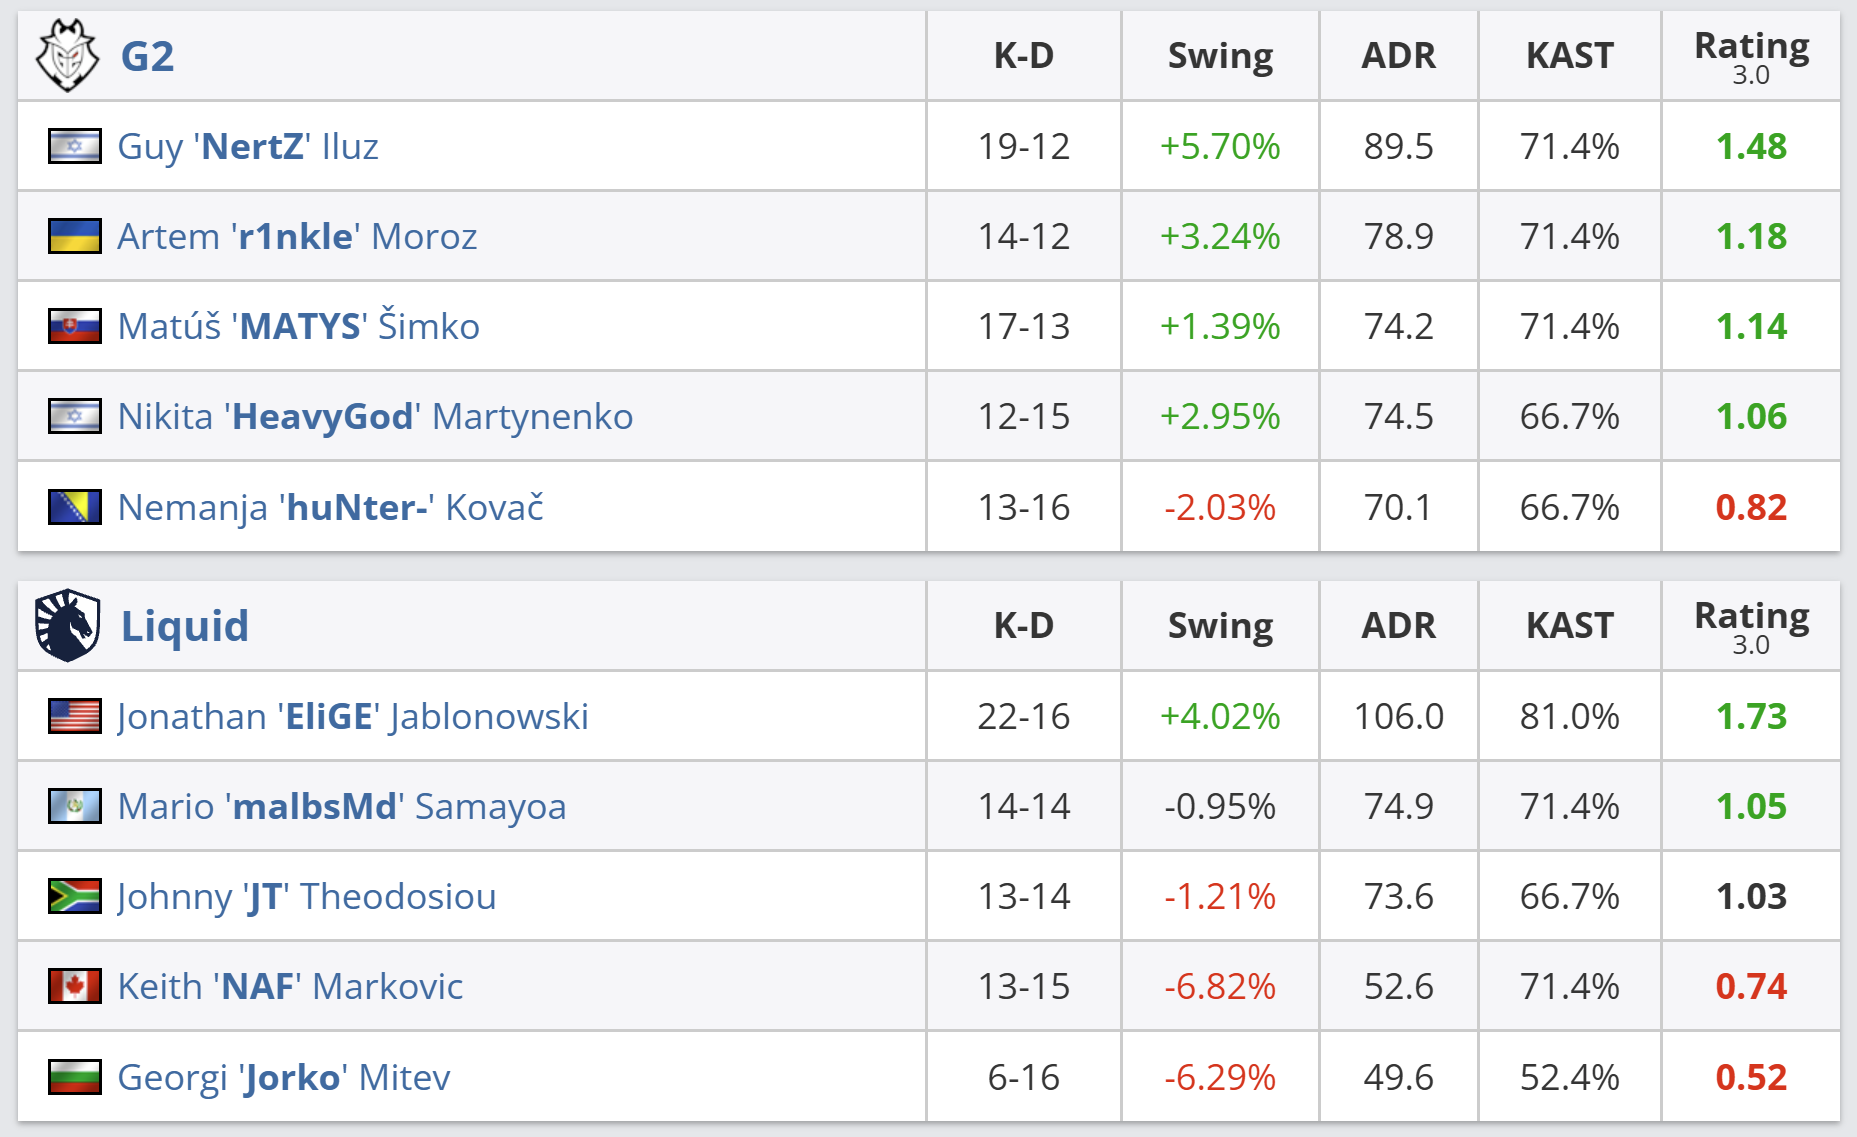 G2 K-D Swing ADR KAST Rating 3.0
Guy 'NertZ' Iluz 19-12 +5.70% 89.5 71.4% 1.48
Artem 'r1nkle' Moroz 14-12 +3.24% 78.9 71.4% 1.18
Matúš 'MATYS' Šimko 17-13 +1.39% 74.2 71.4% 1.14
Nikita 'HeavyGod' Martynenko 12-15 +2.95% 74.5 66.7% 1.06
Nemanja 'huNter-' Kovač 13-16 -2.03% 70.1 66.7% 0.82
Liquid K-D Swing ADR KAST Rating 3.0
Jonathan 'EliGE' Jablonowski 22-16 +4.02% 106.0 81.0% 1.73
Mario 'malbsMd' Samayoa 14-14 -0.95% 74.9 71.4% 1.05
Johnny 'JT' Theodosiou 13-14 -1.21% 73.6 66.7% 1.03
Keith 'NAF' Markovic 13-15 -6.82% 52.6 71.4% 0.74
Georgi 'Jorko' Mitev 6-16 -6.29% 49.6 52.4% 0.52